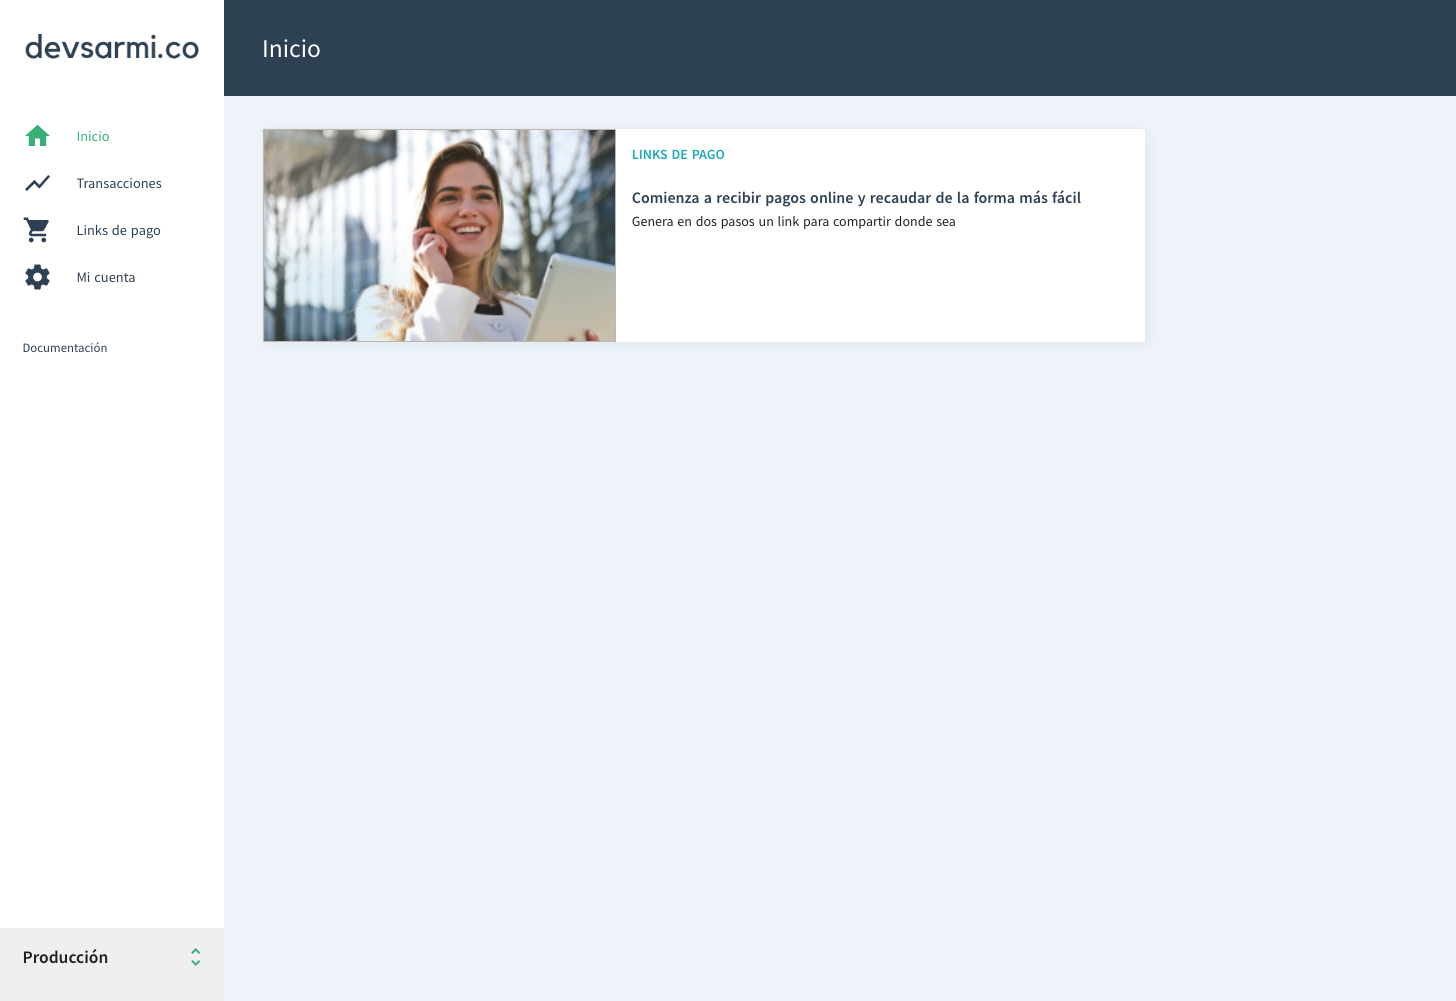 devsarmi.co
Inicio
Transacciones
Links de pago
Mi cuenta
Documentación
Producción
Inicio
LINKS DE PAGO
Comienza a recibir pagos online y recaudar de la forma más fácil
Genera en dos pasos un link para compartir donde sea